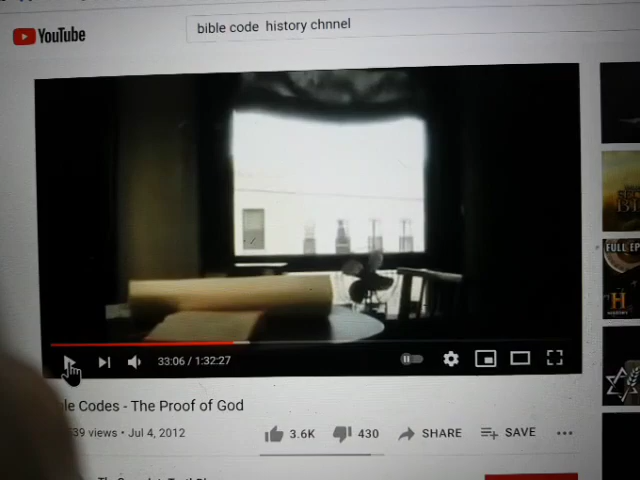 YouTube
bible code history chnnel
33:06 / 1:32:27
le Codes - The Proof of God
39 views • Jul 4, 2012
3.6K
430
SHARE
SAVE
FULL EP
H
HISTORY